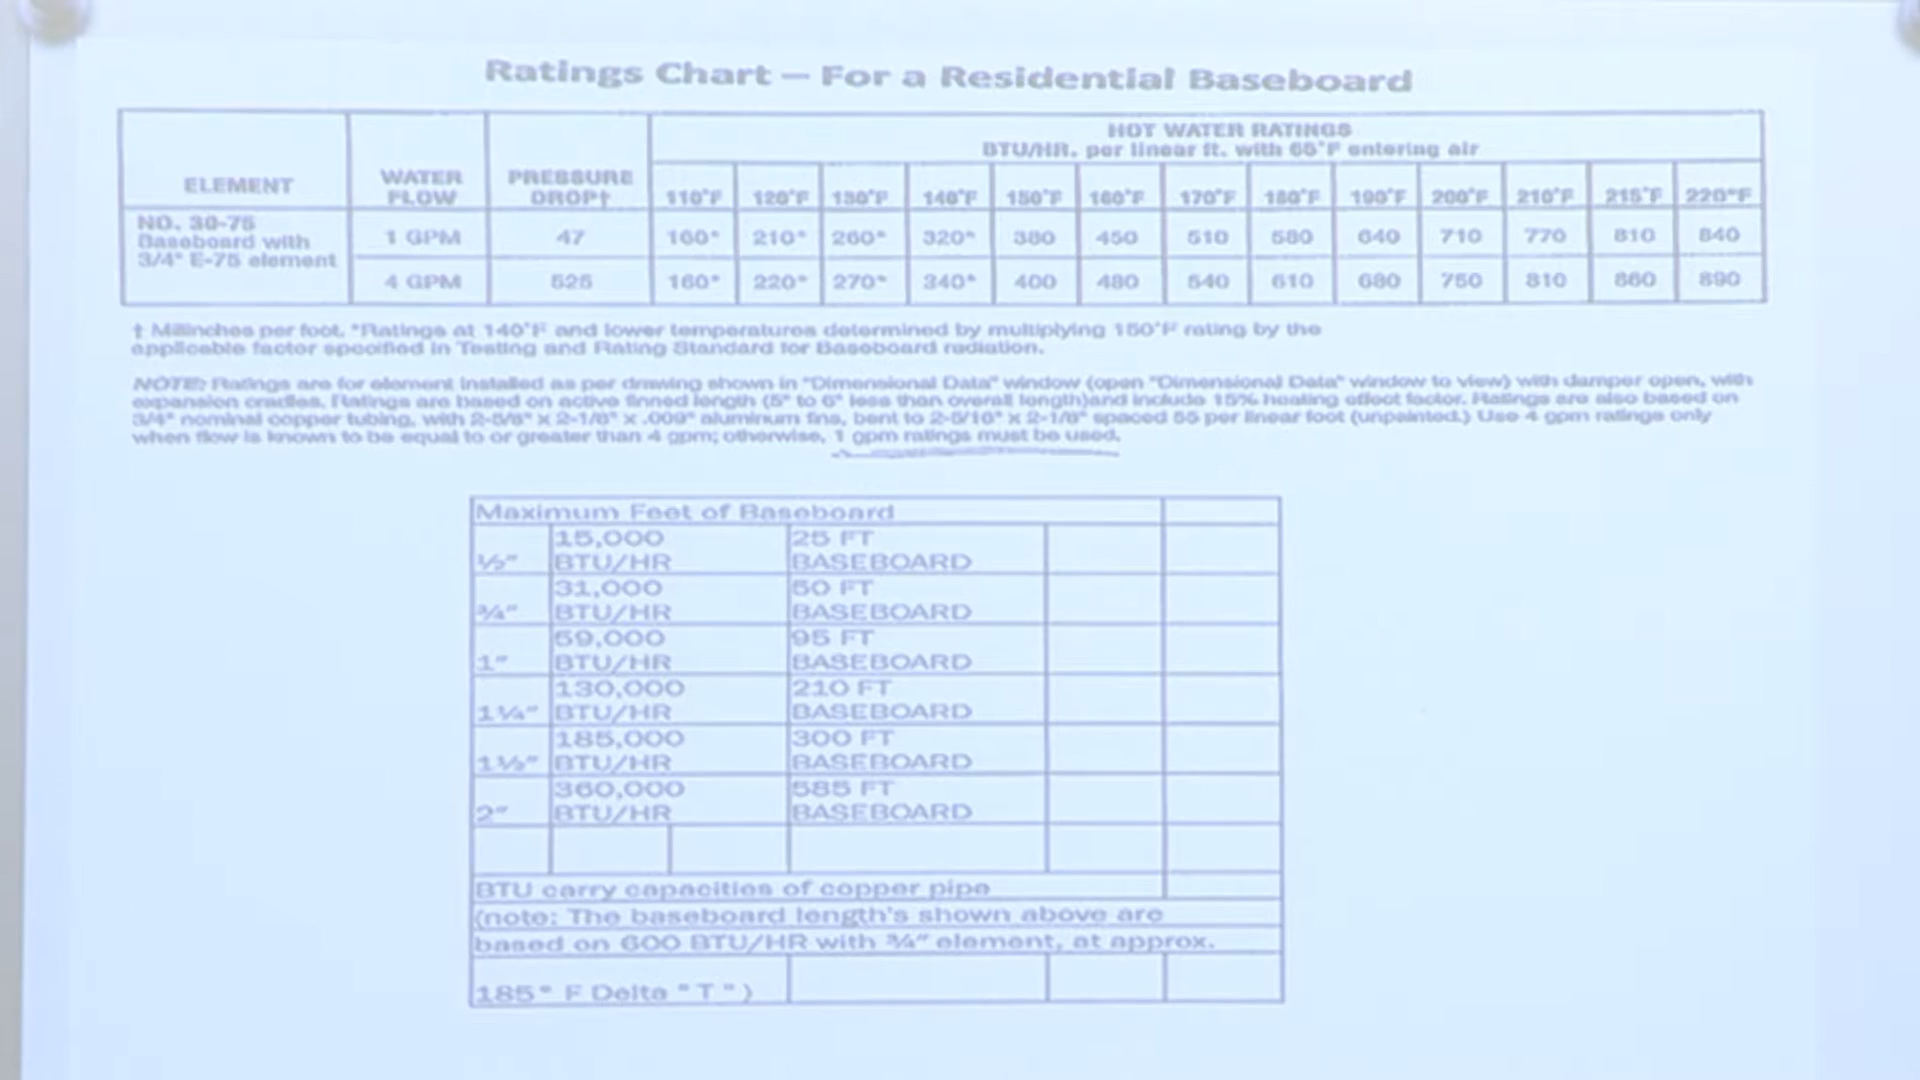 Ratings Chart — For a Residential Baseboard
HOT WATER RATINGS
BTU/HR. per linear ft. with 65°F entering air
ELEMENT WATER FLOW PRESSURE DROP† 110°F 120°F 130°F 140°F 150°F 160°F 170°F 180°F 190°F 200°F 210°F 215°F 220°F
NO. 30-75
Baseboard with
3/4" E-75 element
1 GPM 47 160* 210* 260* 320* 380 450 510 580 640 710 770 810 840
4 GPM 525 160* 220* 270* 340* 400 480 540 610 680 750 810 860 890
† Millinches per foot. *Ratings at 140°F and lower temperatures determined by multiplying 150°F rating by the
applicable factor specified in Testing and Rating Standard for Baseboard radiation.
NOTE: Ratings are for element installed as per drawing shown in "Dimensional Data" window (open "Dimensional Data" window to view) with damper open, with
expansion cradles. Ratings are based on active finned length (5" to 6" less than overall length)and include 15% heating effect factor. Ratings are also based on
3/4" nominal copper tubing, with 2-5/8" x 2-1/8" x .009" aluminum fins, bent to 2-5/16" x 2-1/8" spaced 55 per linear foot (unpainted.) Use 4 gpm ratings only
when flow is known to be equal to or greater than 4 gpm; otherwise, 1 gpm ratings must be used.
Maximum Feet of Baseboard
½" 15,000 BTU/HR 25 FT BASEBOARD
¾" 31,000 BTU/HR 50 FT BASEBOARD
1" 59,000 BTU/HR 95 FT BASEBOARD
1¼" 130,000 BTU/HR 210 FT BASEBOARD
1½" 185,000 BTU/HR 300 FT BASEBOARD
2" 360,000 BTU/HR 585 FT BASEBOARD
BTU carry capacities of copper pipe
(note: The baseboard length's shown above are
based on 600 BTU/HR with ¾" element, at approx.
185° F Delta "T")